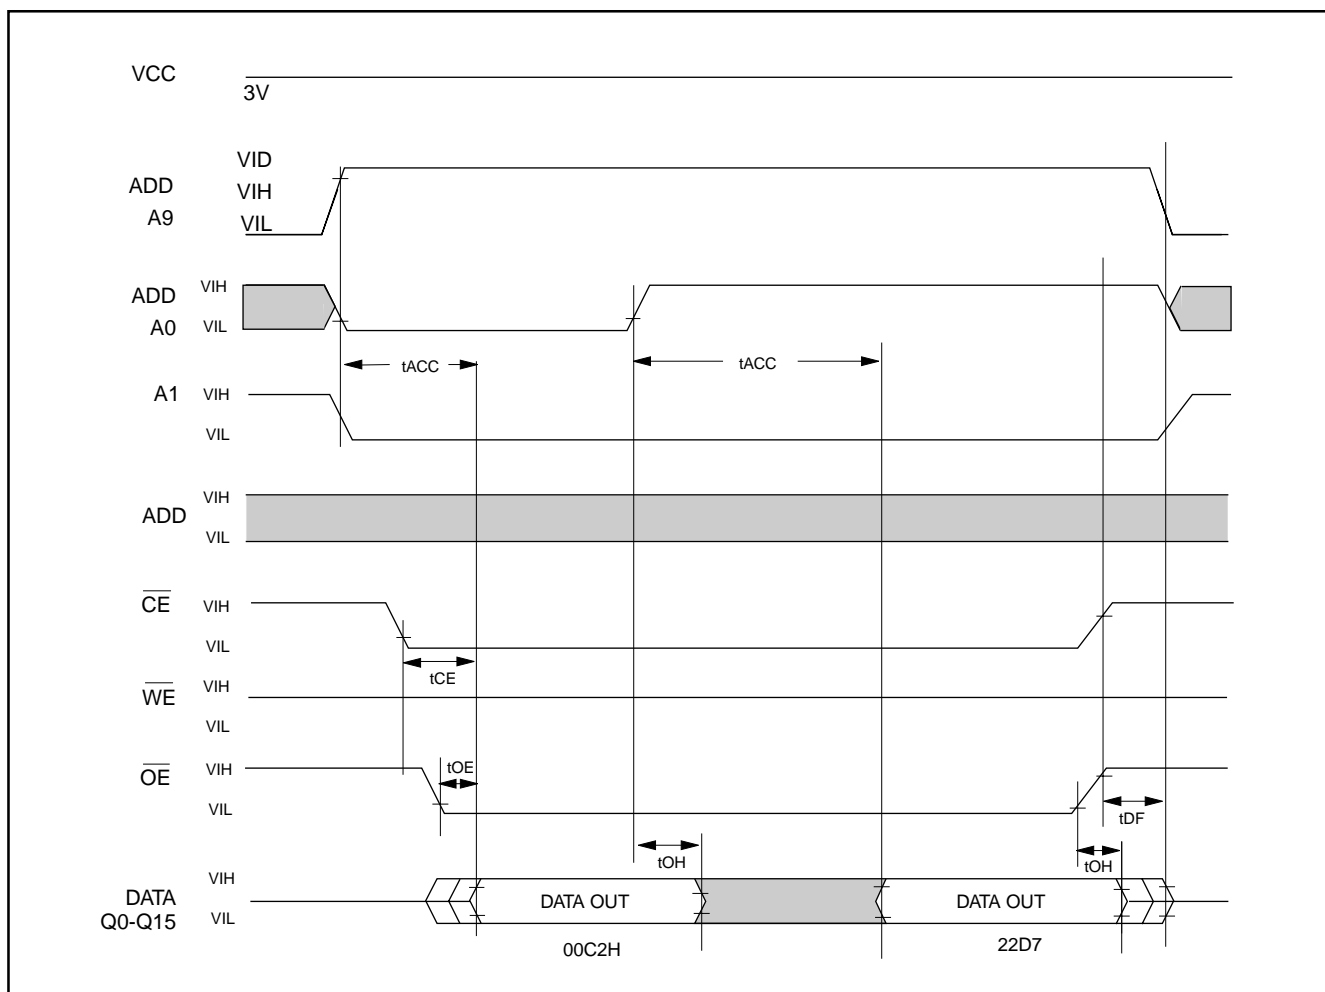 VCC
3V
VID
ADD
VIH
A9
VIL
ADD
VIH
A0
VIL
tACC
tACC
A1
VIH
VIL
ADD
VIH
VIL
CE
VIH
VIL
tCE
WE
VIH
VIL
OE
VIH
tOE
VIL
tDF
tOH
tOH
DATA
VIH
Q0-Q15
VIL
DATA OUT
DATA OUT
00C2H
22D7